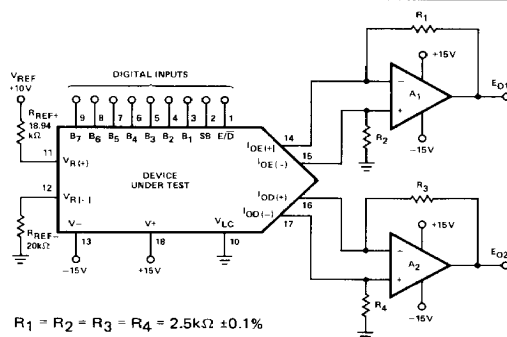 R1
+15V
VREF
+10V
DIGITAL INPUTS
A1
EO1
RREF+
18.94
kΩ
9 8 7 6 5 4 3 2 1
B7 B6 B5 B4 B3 B2 B1 SB E/D̅
14
IOE(+)
R2
-15V
11
VR(+)
IOE(-)
15
DEVICE
UNDER TEST
IOD(+)
16
R3
12
VR(-)
IOD(-)
17
+15V
RREF-
20kΩ
V-
V+
VLC
A2
EO2
13
18
10
-15V
+15V
R4
-15V
R1 = R2 = R3 = R4 = 2.5kΩ ±0.1%